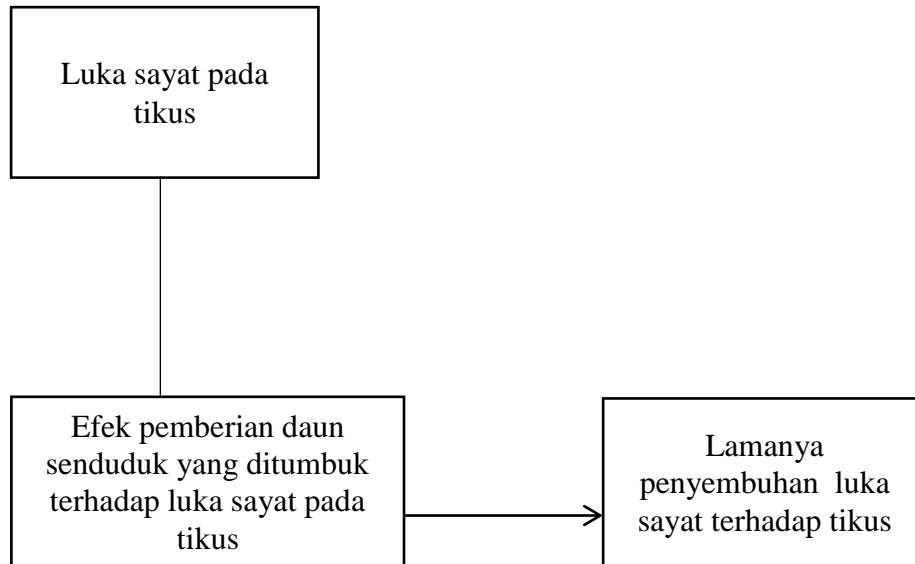 Luka sayat pada
tikus
Efek pemberian daun
senduduk yang ditumbuk
terhadap luka sayat pada
tikus
Lamanya
penyembuhan luka
sayat terhadap tikus